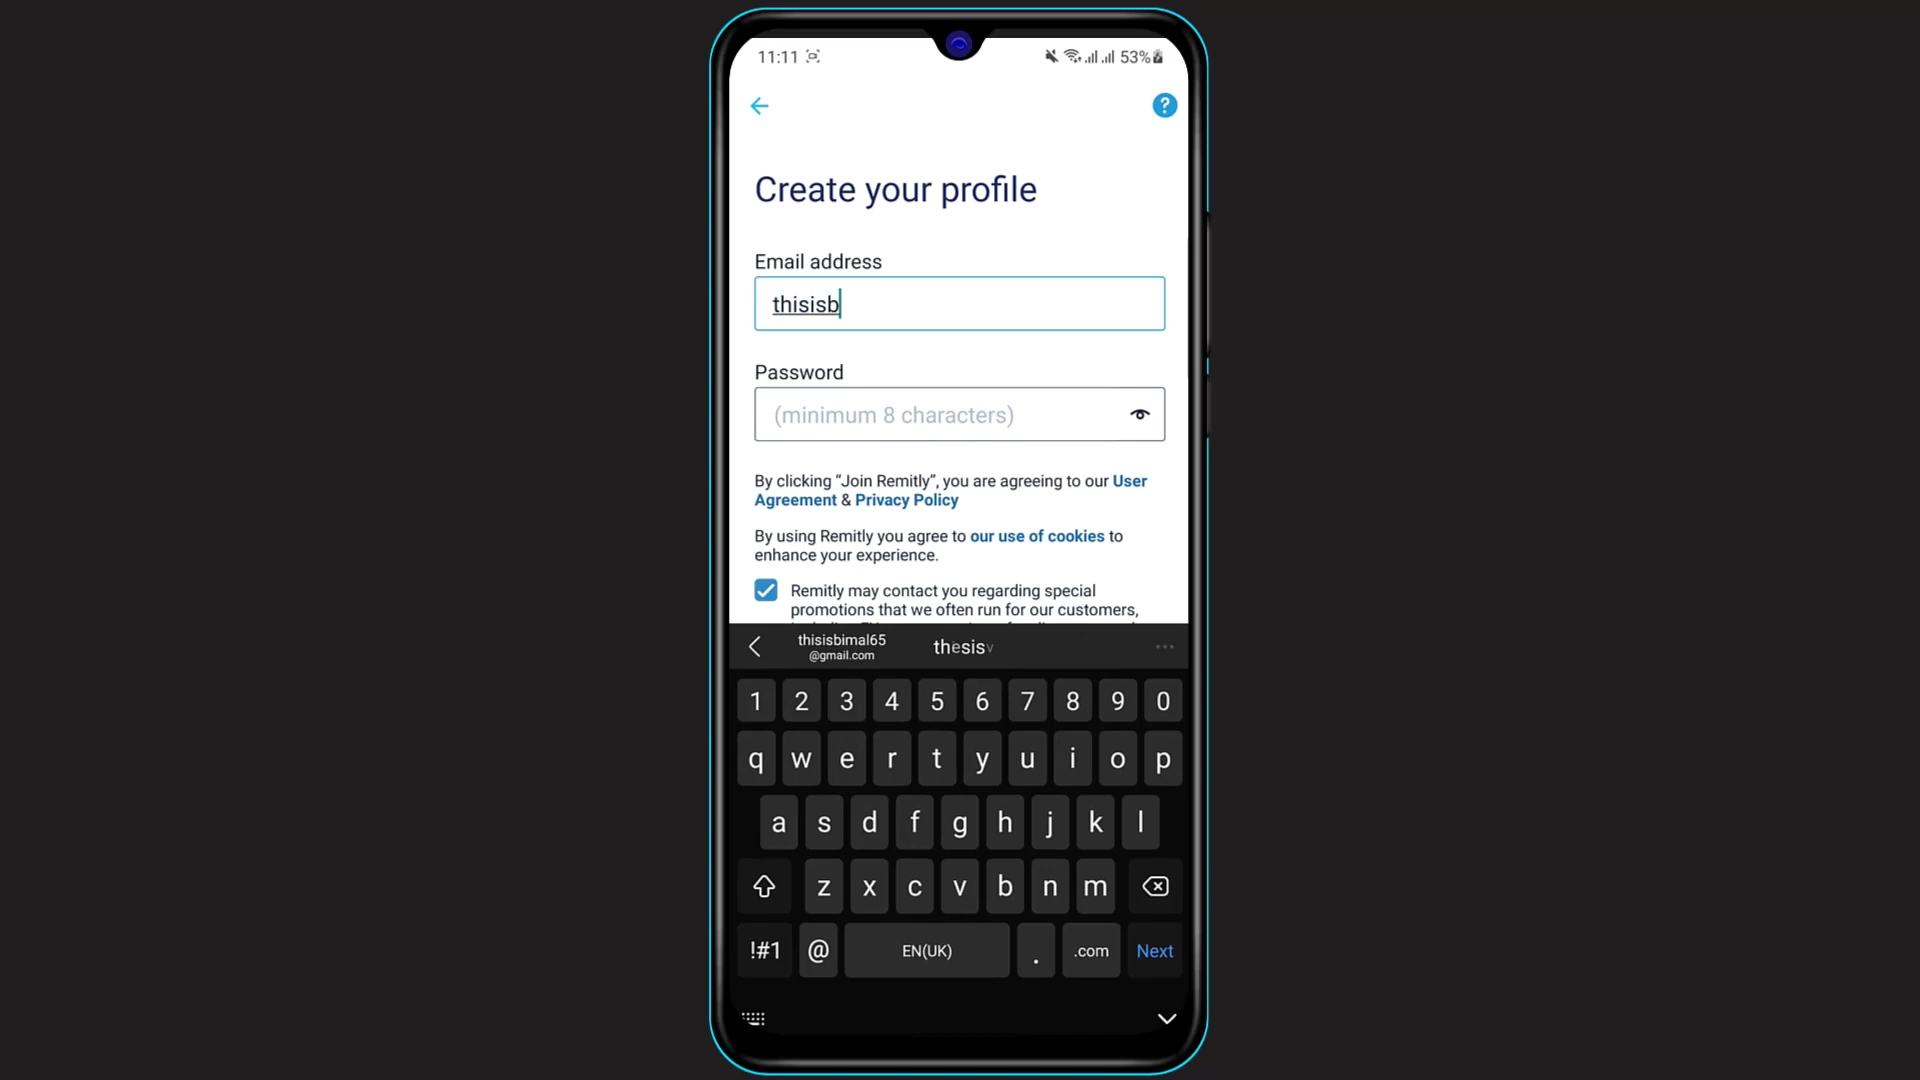 11:11 53%
?
Create your profile
Email address
thisisb
Password
(minimum 8 characters)
By clicking “Join Remitly”, you are agreeing to our User
Agreement & Privacy Policy
By using Remitly you agree to our use of cookies to
enhance your experience.
Remitly may contact you regarding special
promotions that we often run for our customers,
thisisbimal65
@gmail.com
1 2 3 4 5 6 7 8 9 0
q w e r t y u i o p
a s d f g h j k l
z x c v b n m
!#1 @ EN(UK) . .com Next